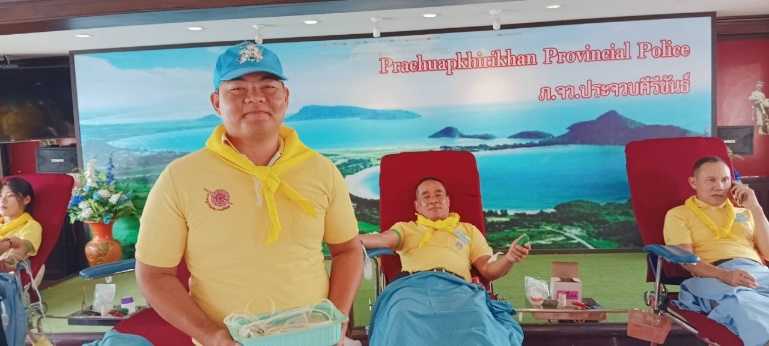 Prachuapkhirikhan Provincial Police
ภ.จว.ประจวบคีรีขันธ์